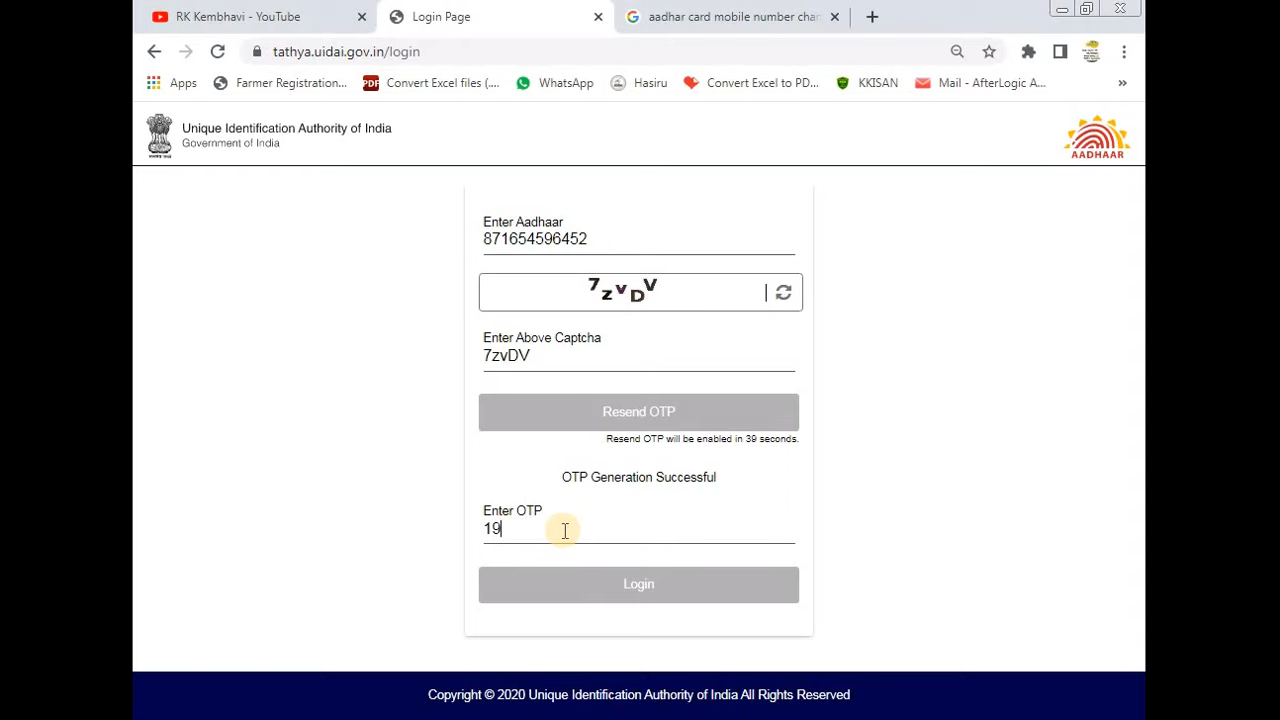 RK Kembhavi - YouTube
Login Page
aadhar card mobile number chan
tathya.uidai.gov.in/login
Apps
Farmer Registration...
PDF
Convert Excel files (....
WhatsApp
Hasiru
Convert Excel to PD...
KKISAN
Mail - AfterLogic A...
»
Unique Identification Authority of India
Government of India
AADHAAR
Enter Aadhaar
871654596452
7zvDV
Enter Above Captcha
7zvDV
Resend OTP
Resend OTP will be enabled in 39 seconds.
OTP Generation Successful
Enter OTP
19
Login
Copyright © 2020 Unique Identification Authority of India All Rights Reserved